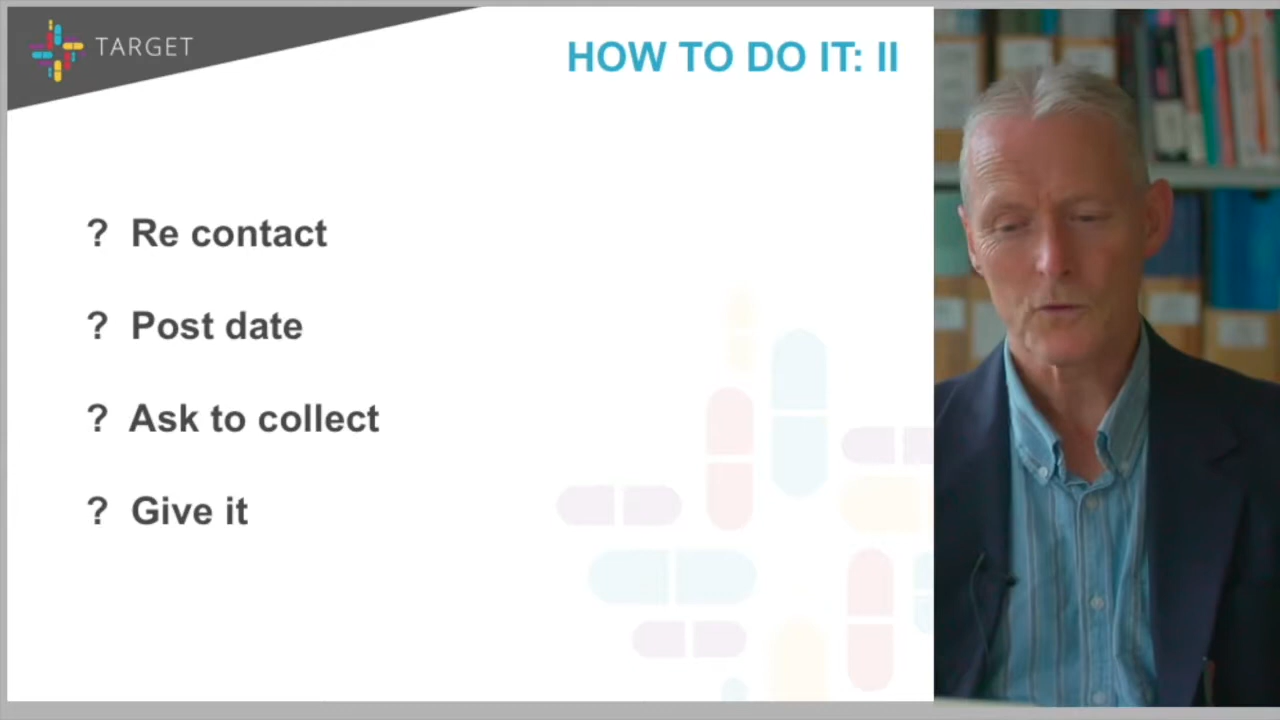 TARGET
HOW TO DO IT: II
? Re contact
? Post date
? Ask to collect
? Give it